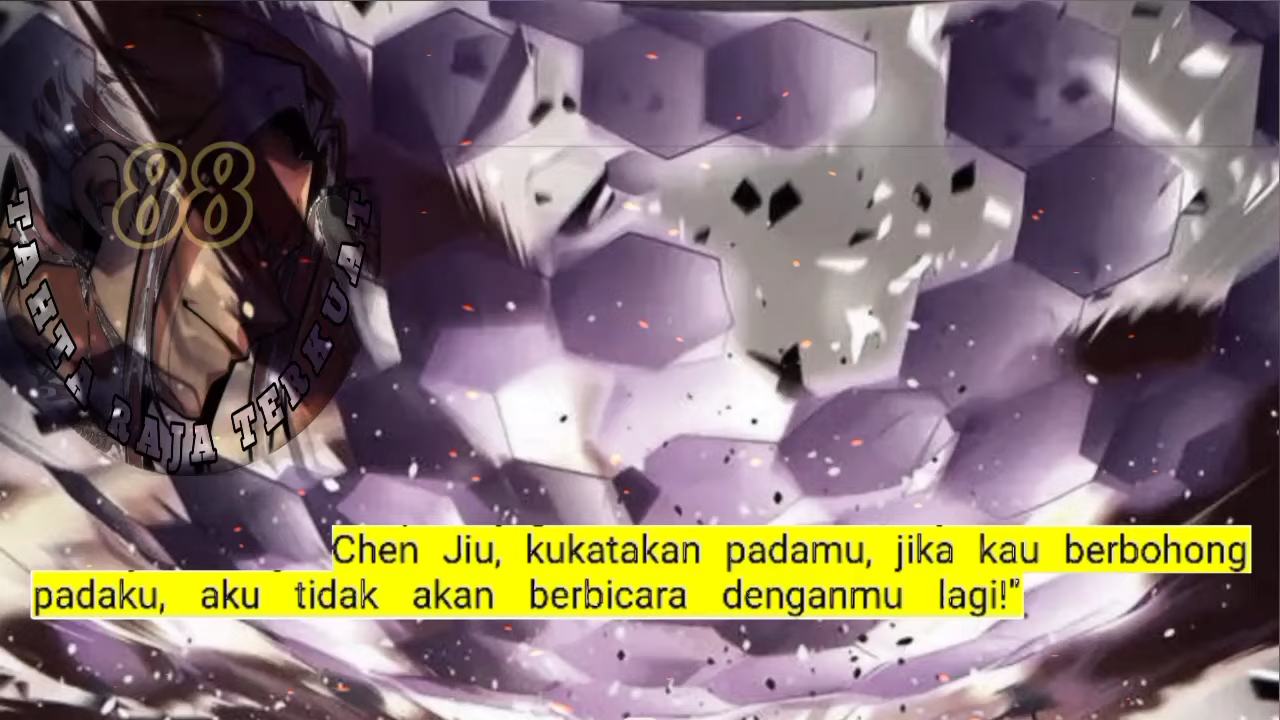 88
TAHTA RAJA TERKUAT
Chen Jiu, kukatakan padamu, jika kau berbohong
padaku, aku tidak akan berbicara denganmu lagi!"